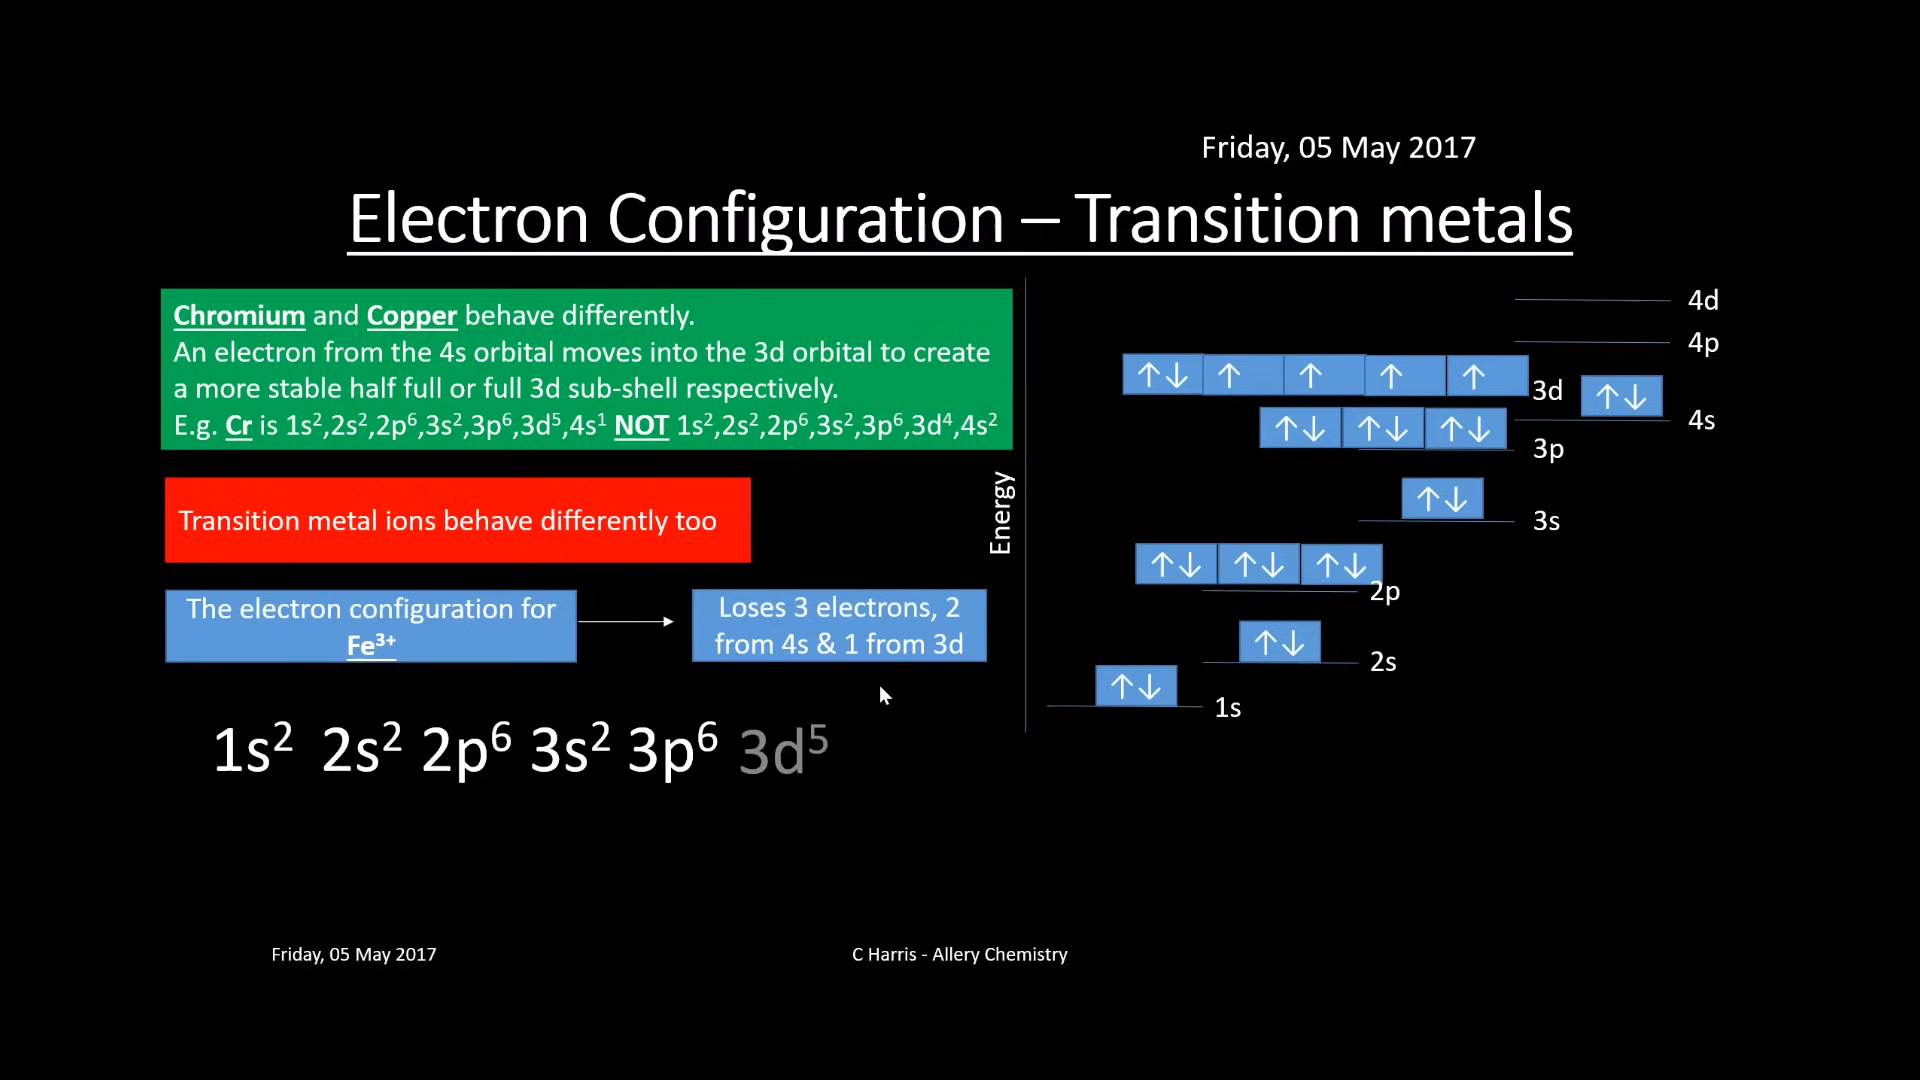 Friday, 05 May 2017
Electron Configuration – Transition metals
Chromium and Copper behave differently.
An electron from the 4s orbital moves into the 3d orbital to create
a more stable half full or full 3d sub-shell respectively.
E.g. Cr is 1s²,2s²,2p⁶,3s²,3p⁶,3d⁵,4s¹ NOT 1s²,2s²,2p⁶,3s²,3p⁶,3d⁴,4s²
Transition metal ions behave differently too
The electron configuration for
Fe³⁺
Loses 3 electrons, 2
from 4s & 1 from 3d
1s² 2s² 2p⁶ 3s² 3p⁶ 3d⁵
Energy
4d
4p
↑↓ ↑ ↑ ↑ ↑ 3d
↑↓ 4s
↑↓ ↑↓ ↑↓ 3p
↑↓ 3s
↑↓ ↑↓ ↑↓ 2p
↑↓ 2s
↑↓ 1s
Friday, 05 May 2017
C Harris - Allery Chemistry